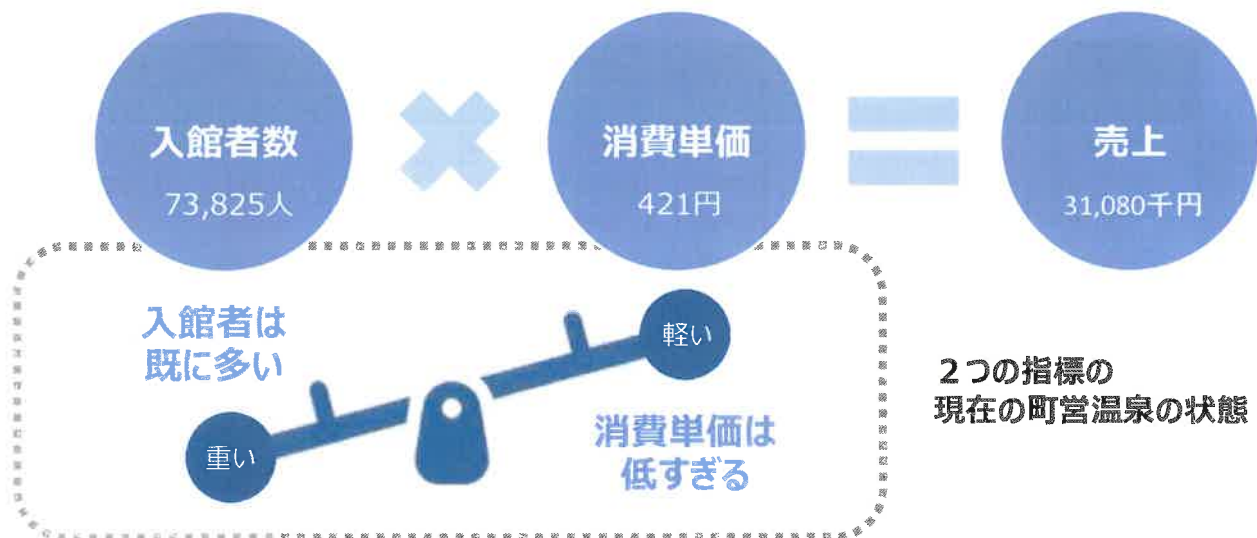 入館者数
73,825人
消費単価
421円
売上
31,080千円
入館者は
既に多い
軽い
重い
消費単価は
低すぎる
２つの指標の
現在の町営温泉の状態